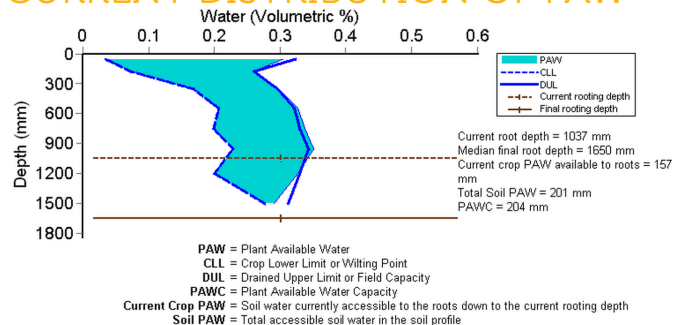 CURRENT DISTRIBUTION OF PAW
Water (Volumetric %)
0 0.1 0.2 0.3 0.4 0.5 0.6
Depth (mm)
0
300
600
900
1200
1500
1800
PAW
CLL
DUL
Current rooting depth
Final rooting depth
Current root depth = 1037 mm
Median final root depth = 1650 mm
Current crop PAW available to roots = 157
mm
Total Soil PAW = 201 mm
PAWC = 204 mm
PAW = Plant Available Water
CLL = Crop Lower Limit or Wilting Point
DUL = Drained Upper Limit or Field Capacity
PAWC = Plant Available Water Capacity
Current Crop PAW = Soil water currently accessible to the roots down to the current rooting depth
Soil PAW = Total accessible soil water in the soil profile